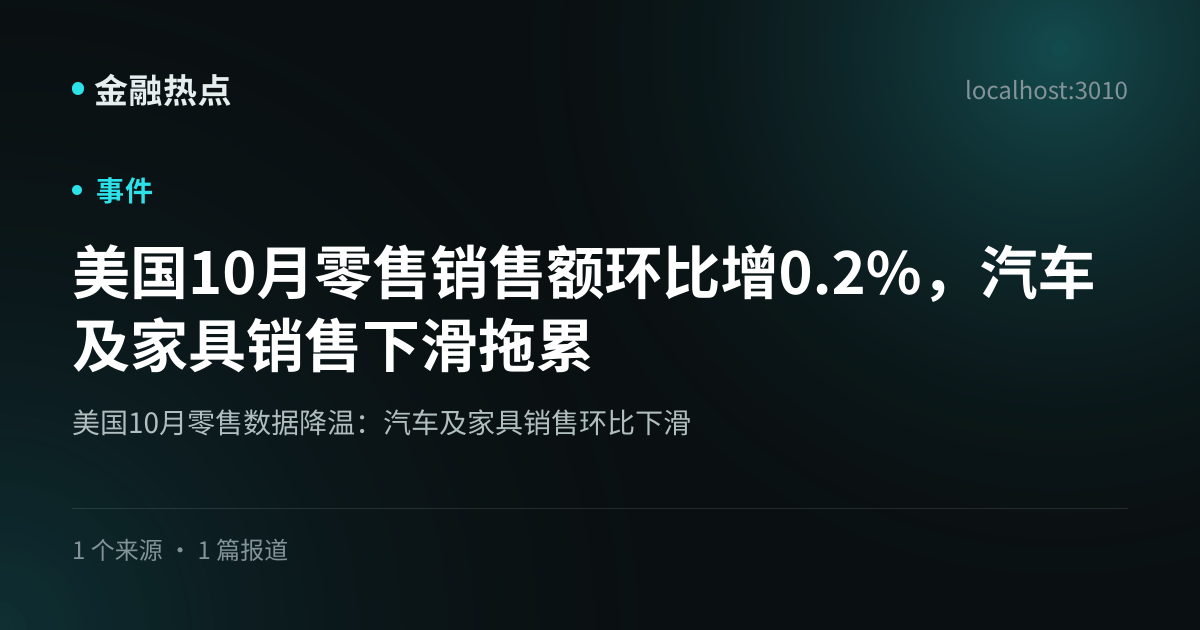 金融热点
localhost:3010
事件
美国10月零售销售额环比增0.2%，汽车
及家具销售下滑拖累
美国10月零售数据降温：汽车及家具销售环比下滑
1 个来源 · 1 篇报道